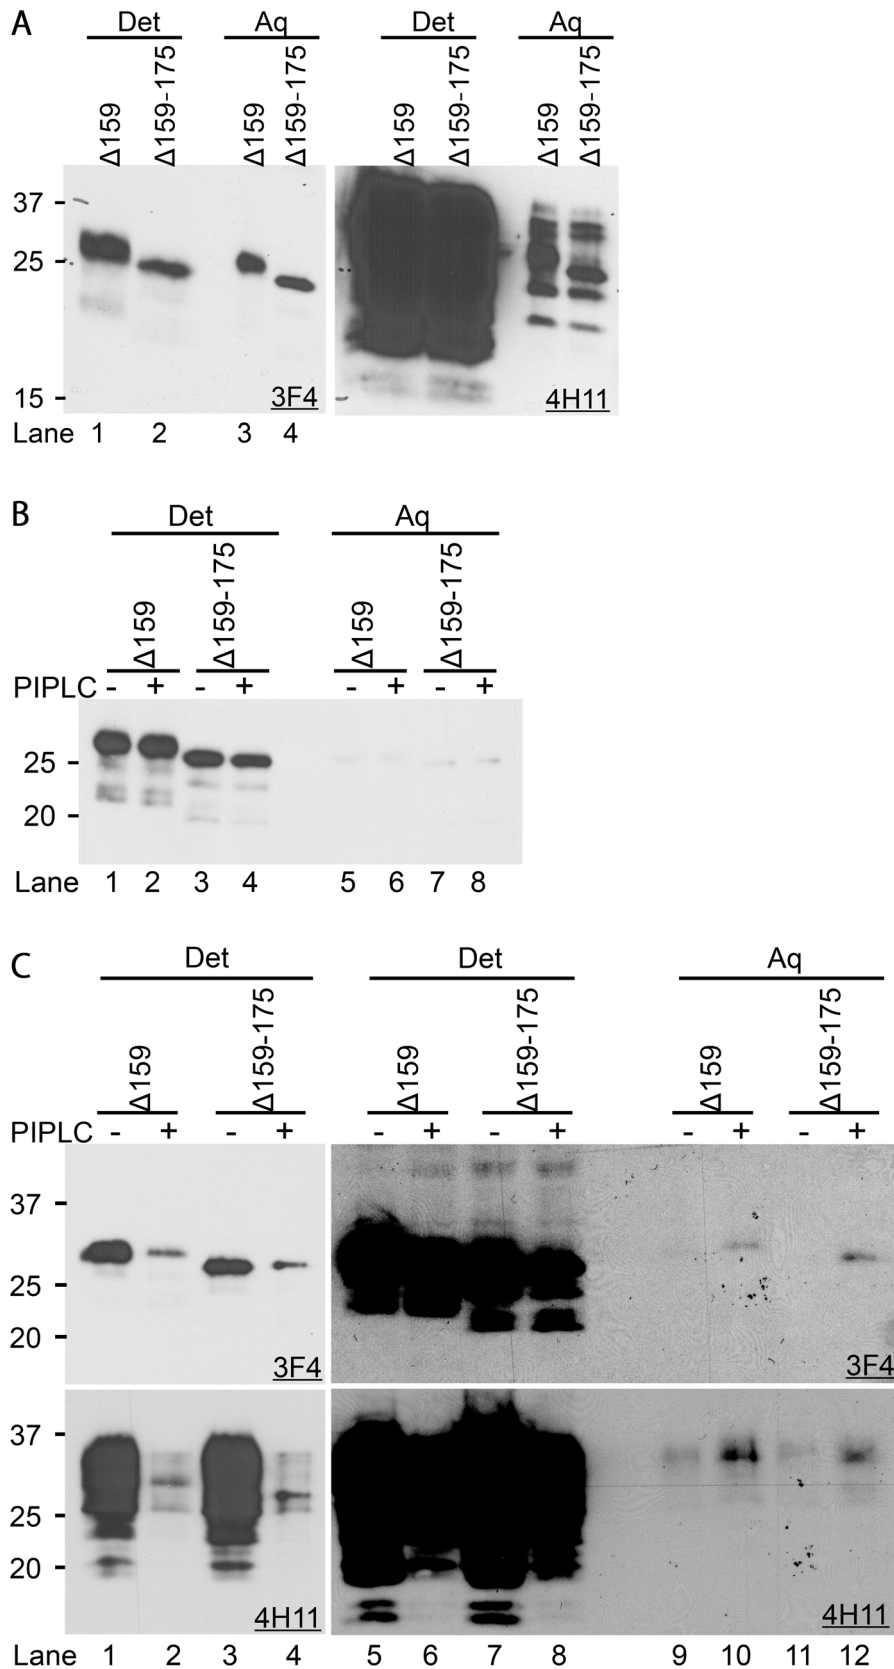 A
Det Aq Det Aq
Δ159 Δ159-175 Δ159 Δ159-175 Δ159 Δ159-175 Δ159 Δ159-175
37
25
15
3F4 4H11
Lane 1 2 3 4
B
Det Aq
Δ159 Δ159-175 Δ159 Δ159-175
PIPLC - + - + - + - +
25
20
Lane 1 2 3 4 5 6 7 8
C
Det Det Aq
Δ159 Δ159-175 Δ159 Δ159-175 Δ159 Δ159-175
PIPLC - + - + - + - + - + - +
37
25
20
3F4 3F4
37
25
20
4H11 4H11
Lane 1 2 3 4 5 6 7 8 9 10 11 12